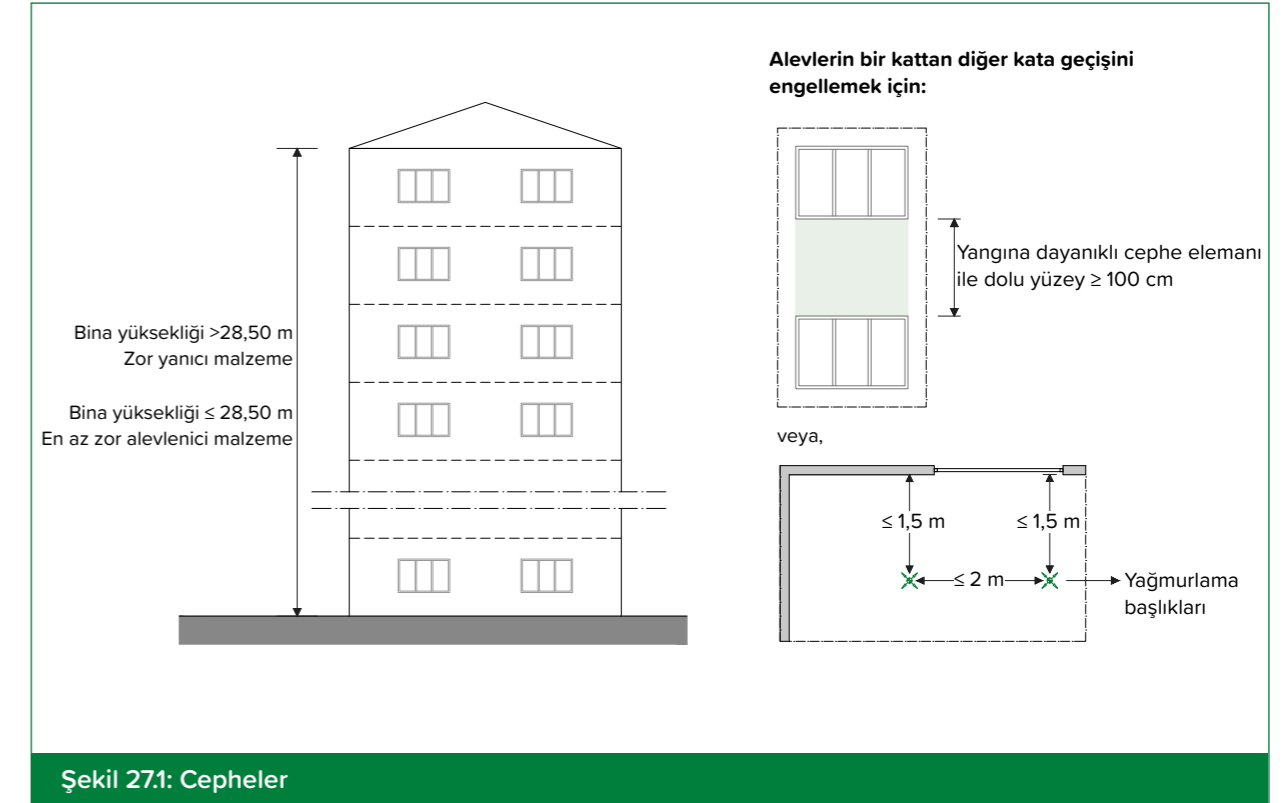 Alevlerin bir kattan diğer kata geçişini
engellemek için:
Bina yüksekliği >28,50 m
Zor yanıcı malzeme
Bina yüksekliği ≤ 28,50 m
En az zor alevlenici malzeme
Yangına dayanıklı cephe elemanı
ile dolu yüzey ≥ 100 cm
veya,
≤ 1,5 m
≤ 1,5 m
≤ 2 m
Yağmurlama
başlıkları
Şekil 27.1: Cepheler